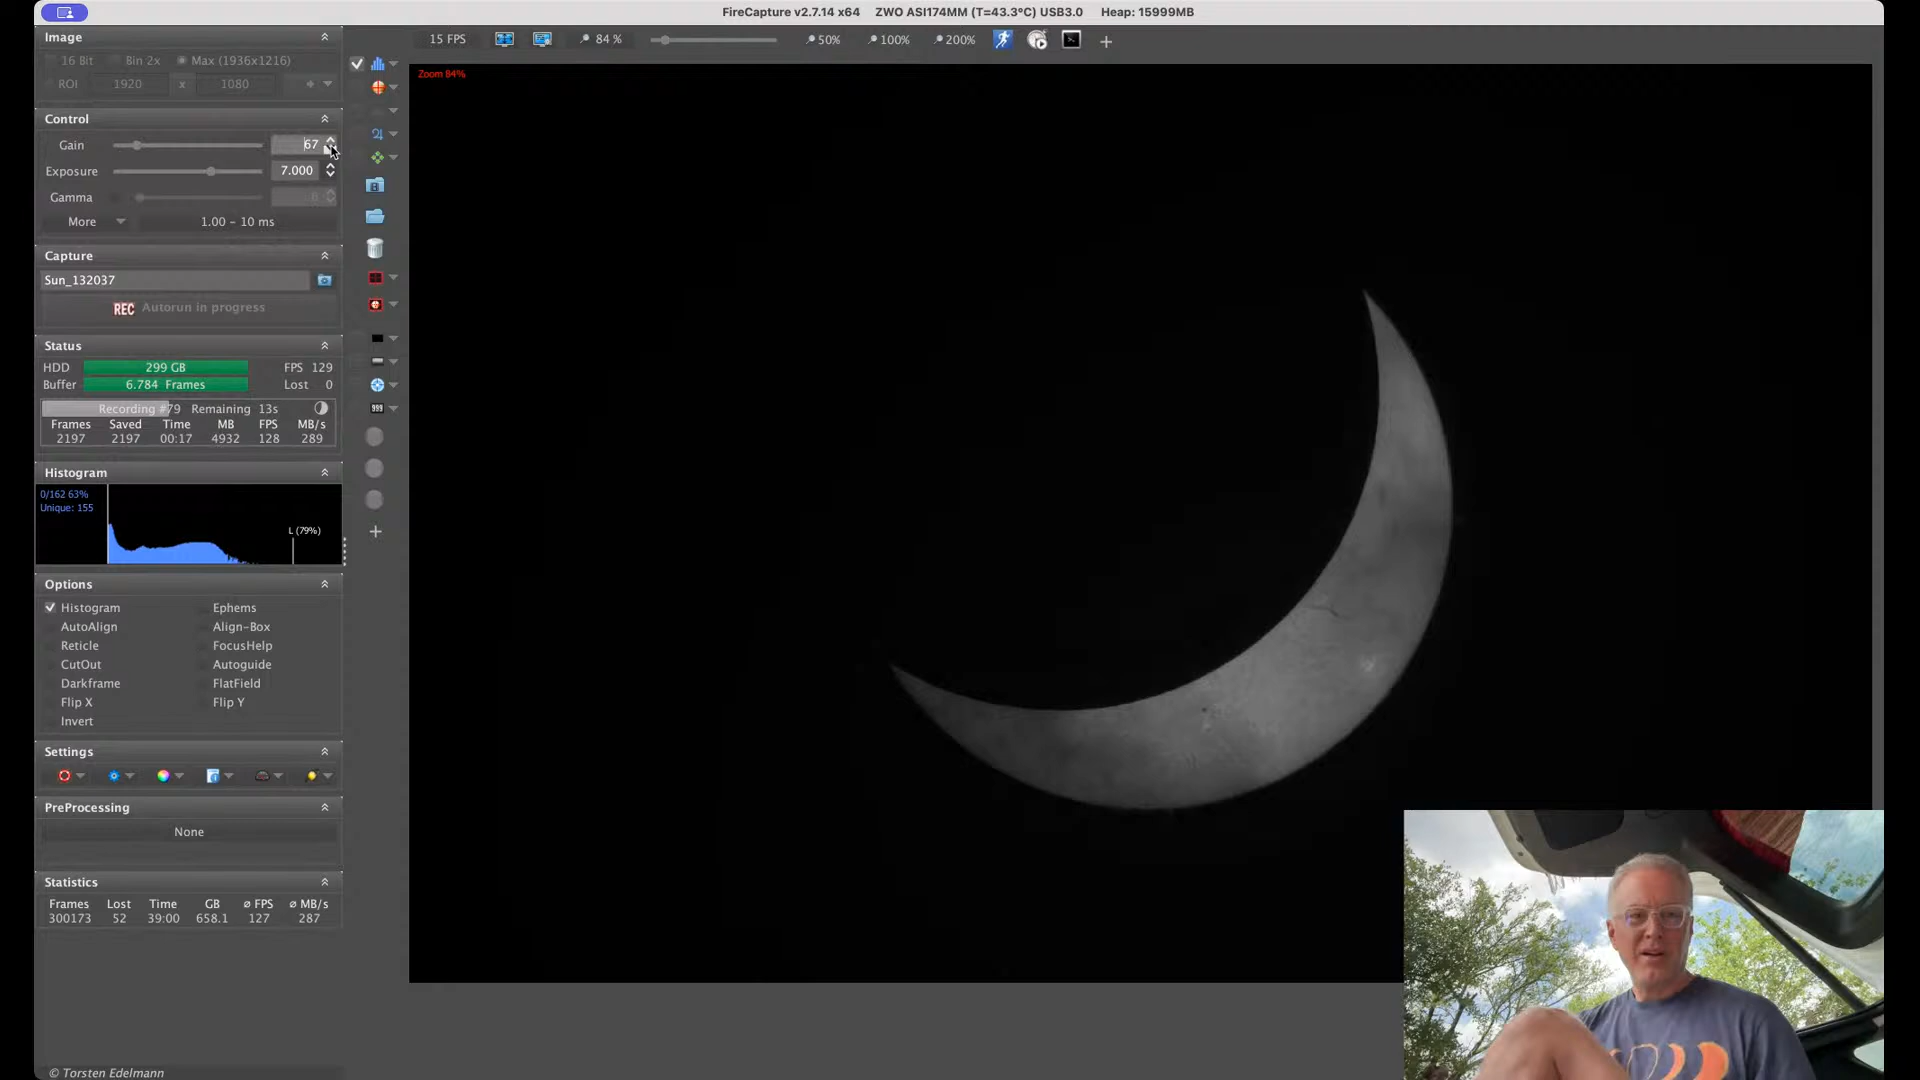 FireCapture v2.7.14 x64 ZWO ASI174MM (T=43.3°C) USB3.0 Heap: 15999MB
Image
15 FPS 84 % 50% 100% 200%
16 Bit Bin 2x Max (1936x1216)
Zoom 84%
ROI 1920 x 1080
Control
Gain 67
Exposure 7.000
Gamma
More 1.00 - 10 ms
Capture
Sun_132037
REC Autorun in progress
Status
HDD 299 GB FPS 129
Buffer 6.784 Frames Lost 0
Recording #79 Remaining 13s
Frames Saved Time MB FPS MB/s
2197 2197 00:17 4932 128 289
999
Histogram
0/162 63%
Unique: 155
L (79%)
Options
Histogram Ephems
AutoAlign Align-Box
Reticle FocusHelp
CutOut Autoguide
Darkframe FlatField
Flip X Flip Y
Invert
Settings
PreProcessing
None
Statistics
Frames Lost Time GB ø FPS ø MB/s
300173 52 39:00 658.1 127 287
© Torsten Edelmann